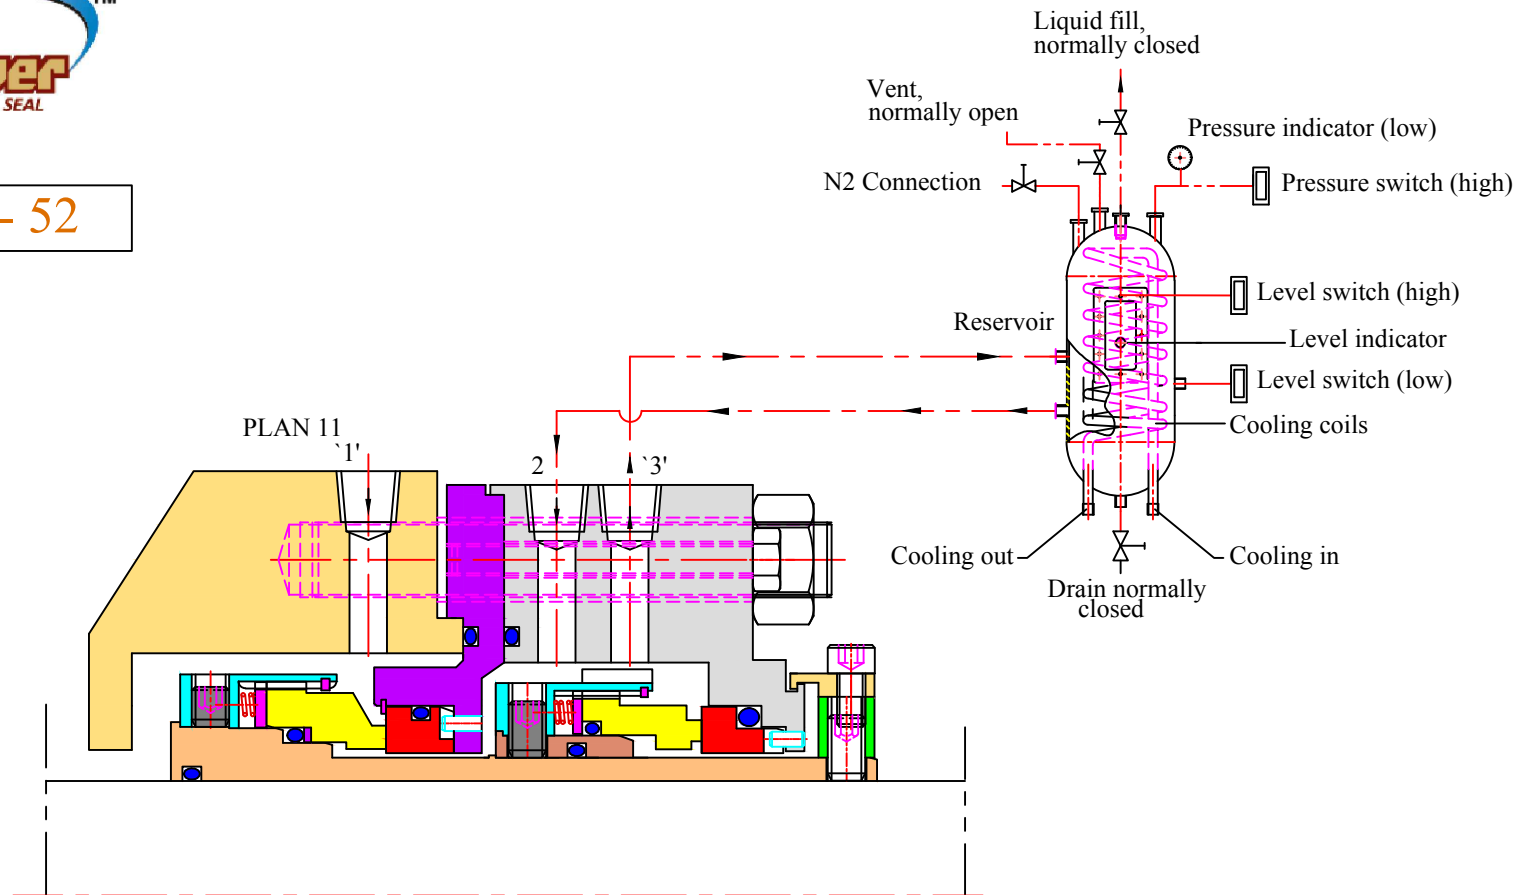 TM
SEAL
- 52
Liquid fill,
normally closed
Vent,
normally open
Pressure indicator (low)
N2 Connection
Pressure switch (high)
Level switch (high)
Reservoir
Level indicator
Level switch (low)
Cooling coils
PLAN 11
`1'
2
`3'
Cooling out
Cooling in
Drain normally
closed